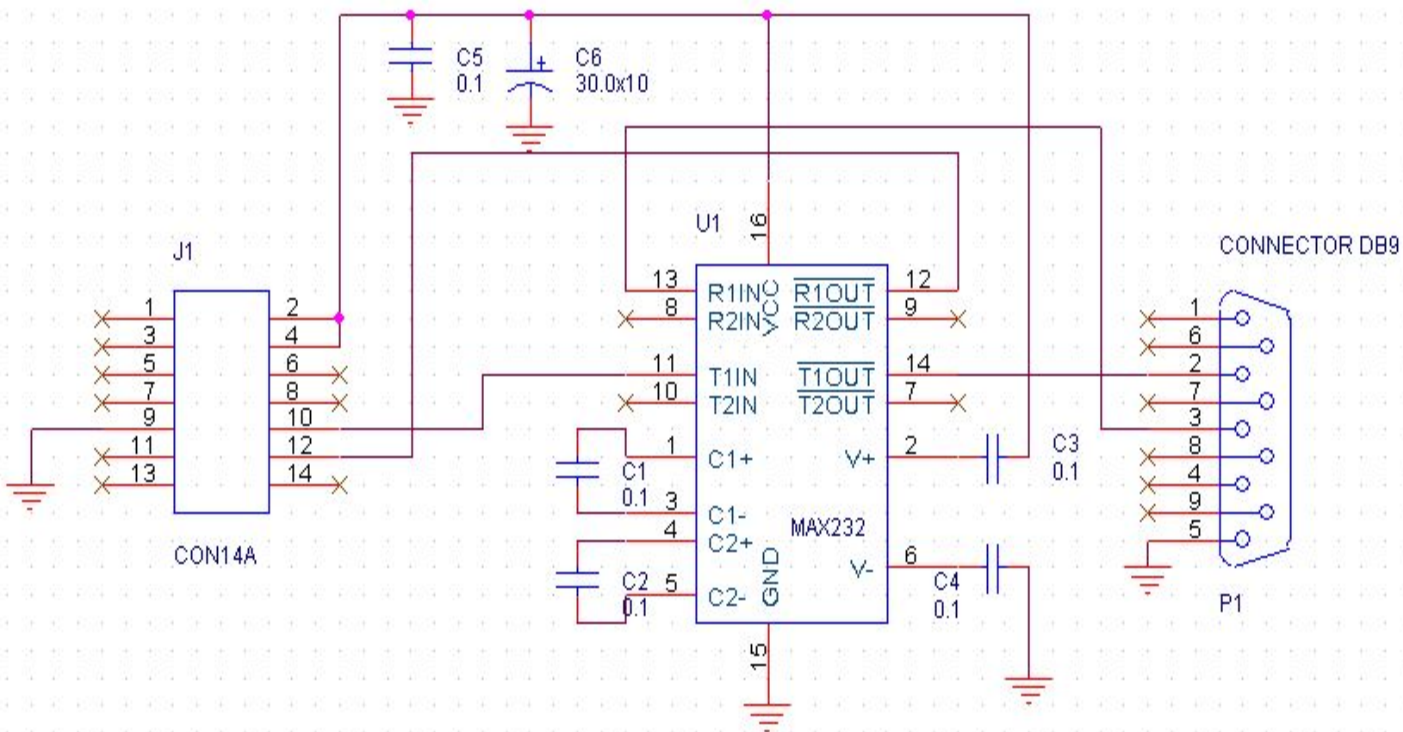 C5
0.1
C6
30.0x10
+
U1
16
J1
CONNECTOR DB9
1
3
5
7
9
11
13
2
4
6
8
10
12
14
CON14A
13
8
11
10
1
3
4
5
R1IN
R2IN
T1IN
T2IN
C1+
C1-
C2+
C2-
VCC
GND
R1OUT
R2OUT
T1OUT
T2OUT
V+
MAX232
V-
12
9
14
7
2
6
15
C1
0.1
C2
0.1
C3
0.1
C4
0.1
1
6
2
7
3
8
4
9
5
P1